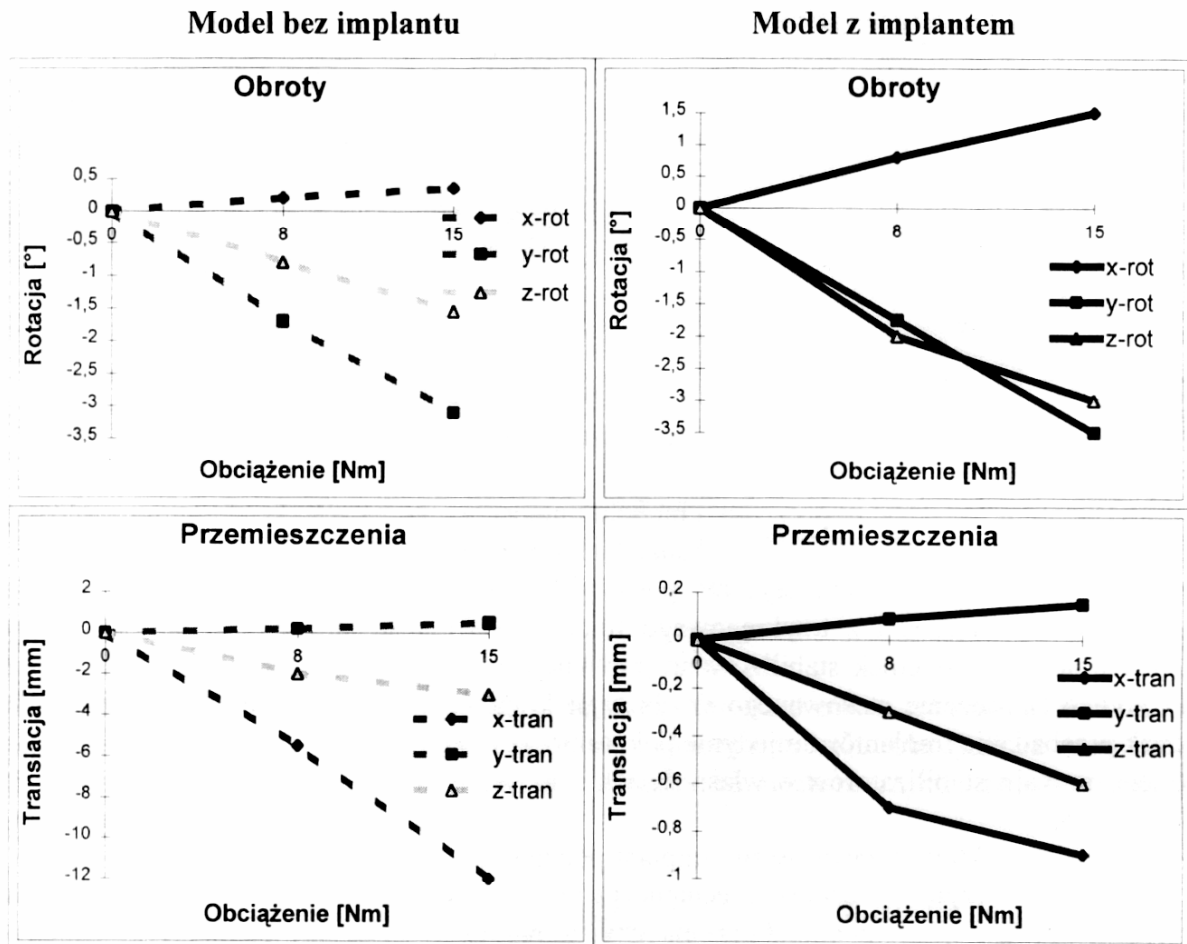 Model bez implantu
Model z implantem
Obroty
0,5
0
-0,5
-1
-1,5
-2
-2,5
-3
-3,5
0
8
15
Rotacja [°]
x-rot
y-rot
z-rot
Obciążenie [Nm]
Obroty
1,5
1
0,5
0
-0,5
-1
-1,5
-2
-2,5
-3
-3,5
0
8
15
Rotacja [°]
x-rot
y-rot
z-rot
Obciążenie [Nm]
Przemieszczenia
2
0
-2
-4
-6
-8
-10
-12
0
8
15
Translacja [mm]
x-tran
y-tran
z-tran
Obciążenie [Nm]
Przemieszczenia
0,2
0
-0,2
-0,4
-0,6
-0,8
-1
0
8
15
Translacja [mm]
x-tran
y-tran
z-tran
Obciążenie [Nm]